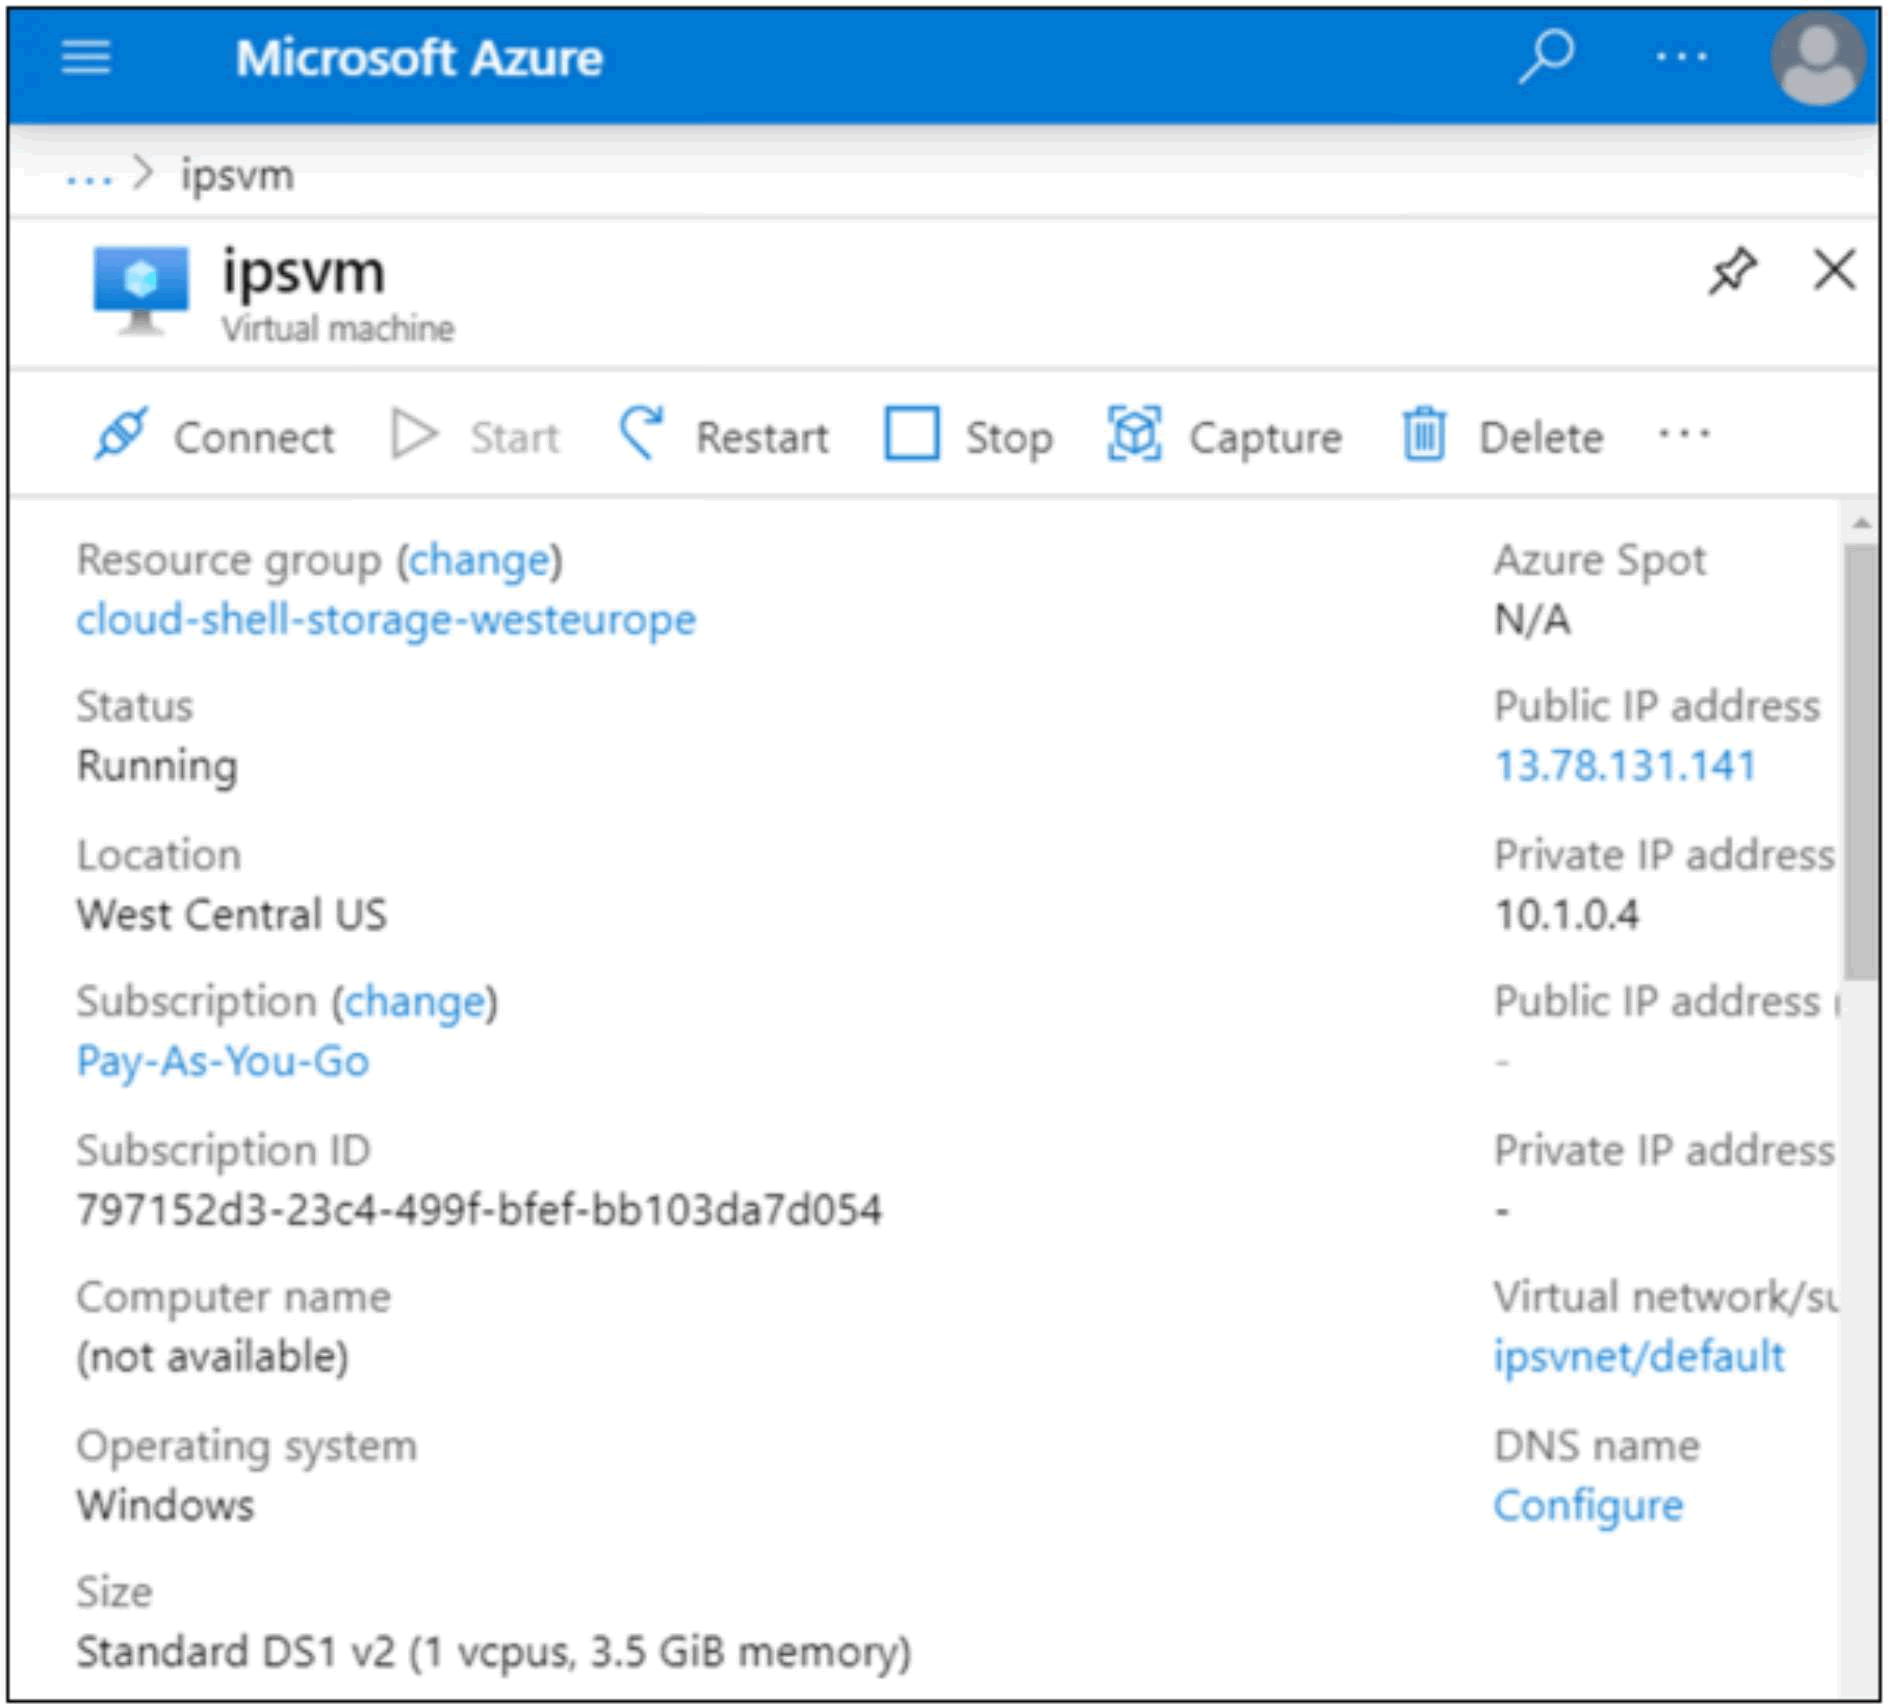 Microsoft Azure
... > ipsvm
ipsvm
Virtual machine
Connect Start Restart Stop Capture Delete ...
Resource group (change)
cloud-shell-storage-westeurope
Status
Running
Location
West Central US
Subscription (change)
Pay-As-You-Go
Subscription ID
797152d3-23c4-499f-bfef-bb103da7d054
Computer name
(not available)
Operating system
Windows
Size
Standard DS1 v2 (1 vcpus, 3.5 GiB memory)
Azure Spot
N/A
Public IP address
13.78.131.141
Private IP address
10.1.0.4
Public IP address
-
Private IP address
-
Virtual network/su
ipsvnet/default
DNS name
Configure